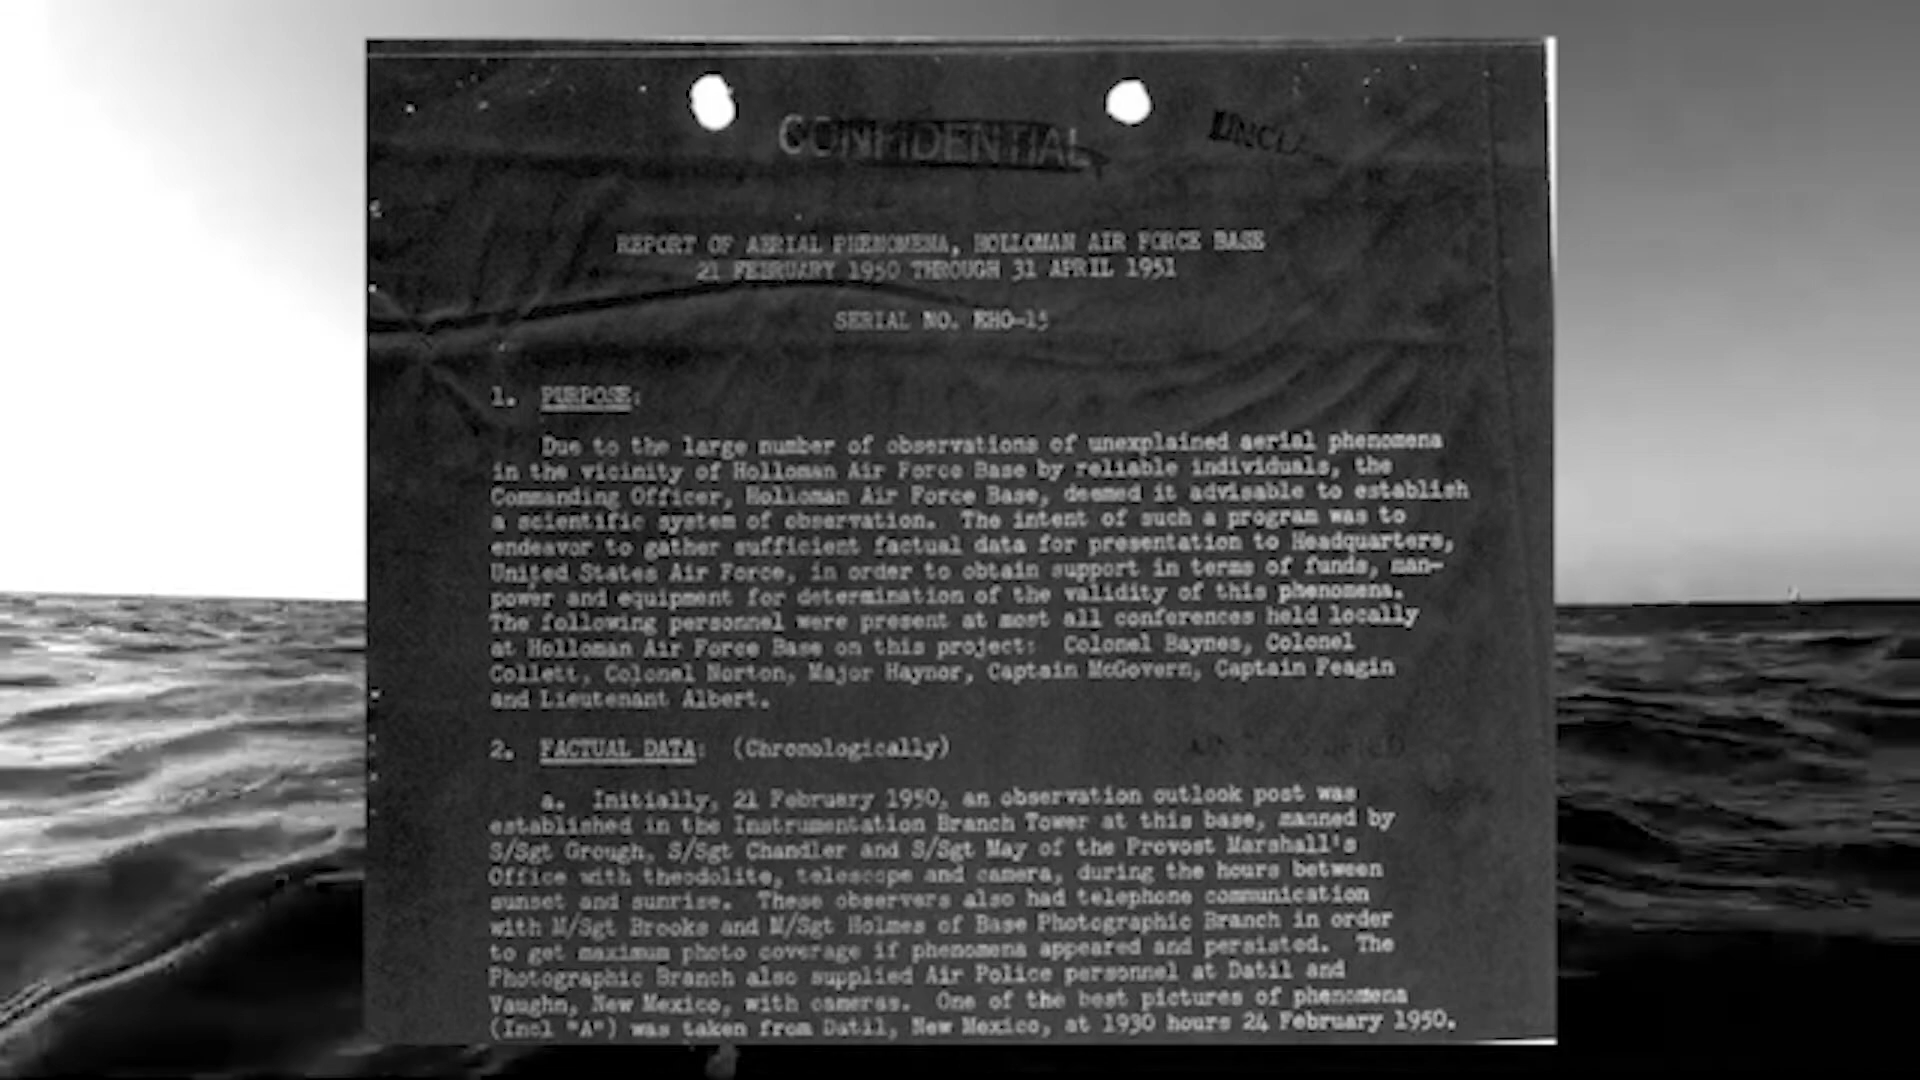 CONFIDENTIAL
REPORT OF AERIAL PHENOMENA, HOLLOMAN AIR FORCE BASE
21 FEBRUARY 1950 THROUGH 31 APRIL 1951
SERIAL NO. EHO-15
1. PURPOSE:
Due to the large number of observations of unexplained aerial phenomena
in the vicinity of Holloman Air Force Base by reliable individuals, the
Commanding Officer, Holloman Air Force Base, deemed it advisable to establish
a scientific system of observation. The intent of such a program was to
endeavor to gather sufficient factual data for presentation to Headquarters,
United States Air Force, in order to obtain support in terms of funds, man-
power and equipment for determination of the validity of this phenomena.
The following personnel were present at most all conferences held locally
at Holloman Air Force Base on this project: Colonel Baynes, Colonel
Collett, Colonel Norton, Major Haynor, Captain McGovern, Captain Feagin
and Lieutenant Albert.
2. FACTUAL DATA: (Chronologically)
a. Initially, 21 February 1950, an observation outlook post was
established in the Instrumentation Branch Tower at this base, manned by
S/Sgt Grough, S/Sgt Chandler and S/Sgt May of the Provost Marshall's
Office with theodolite, telescope and camera, during the hours between
sunset and sunrise. These observers also had telephone communication
with M/Sgt Brooks and M/Sgt Holmes of Base Photographic Branch in order
to get maximum photo coverage if phenomena appeared and persisted. The
Photographic Branch also supplied Air Police personnel at Datil and
Vaughn, New Mexico, with cameras. One of the best pictures of phenomena
(Incl "A") was taken from Datil, New Mexico, at 1930 hours 24 February 1950.